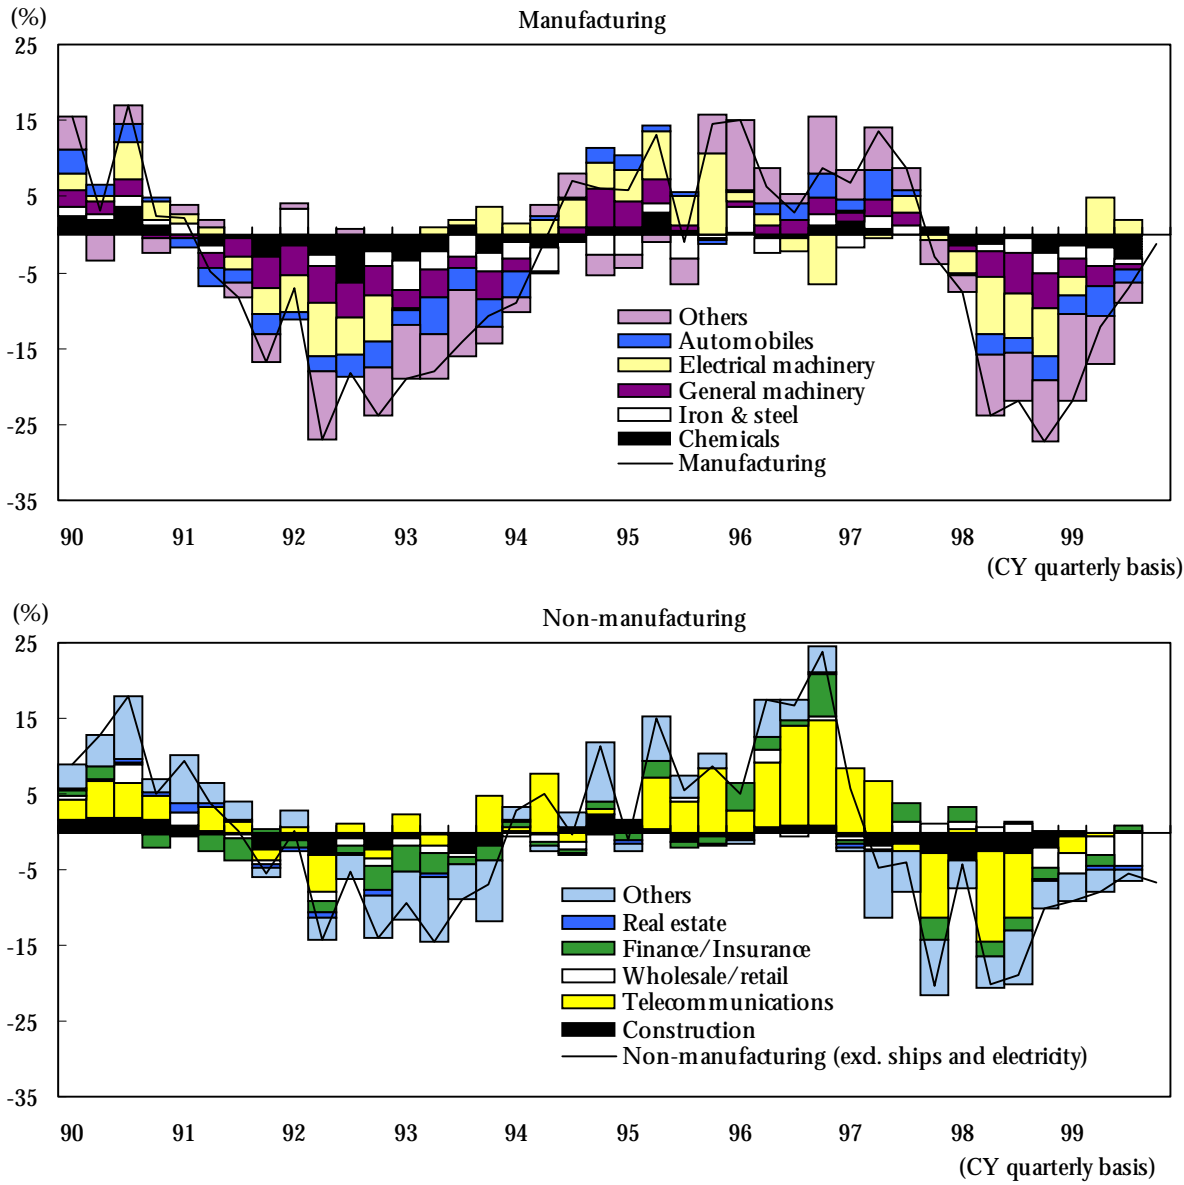 (%)
Manufacturing
25
15
5
-5
-15
-25
-35
Others
Automobiles
Electrical machinery
General machinery
Iron & steel
Chemicals
Manufacturing
90 91 92 93 94 95 96 97 98 99
(CY quarterly basis)
(%)
Non-manufacturing
25
15
5
-5
-15
-25
-35
Others
Real estate
Finance/Insurance
Wholesale/retail
Telecommunications
Construction
Non-manufacturing (excl. ships and electricity)
90 91 92 93 94 95 96 97 98 99
(CY quarterly basis)